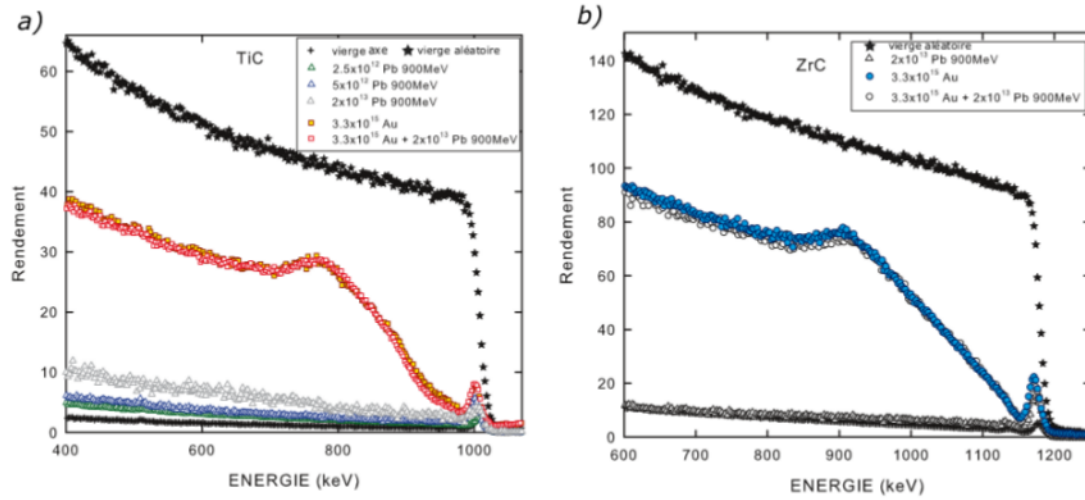 a)
TiC
vierge axe vierge aléatoire
2.5x10¹² Pb 900MeV
5x10¹² Pb 900MeV
2x10¹³ Pb 900MeV
3.3x10¹⁵ Au
3.3x10¹⁵ Au + 2x10¹³ Pb 900MeV
Rendement
60
50
40
30
20
10
0
400 600 800 1000
ENERGIE (keV)
b)
ZrC
vierge aléatoire
2x10¹³ Pb 900MeV
3.3x10¹⁵ Au
3.3x10¹⁵ Au + 2x10¹³ Pb 900MeV
Rendement
140
120
100
80
60
40
20
0
600 700 800 900 1000 1100 1200
ENERGIE (keV)